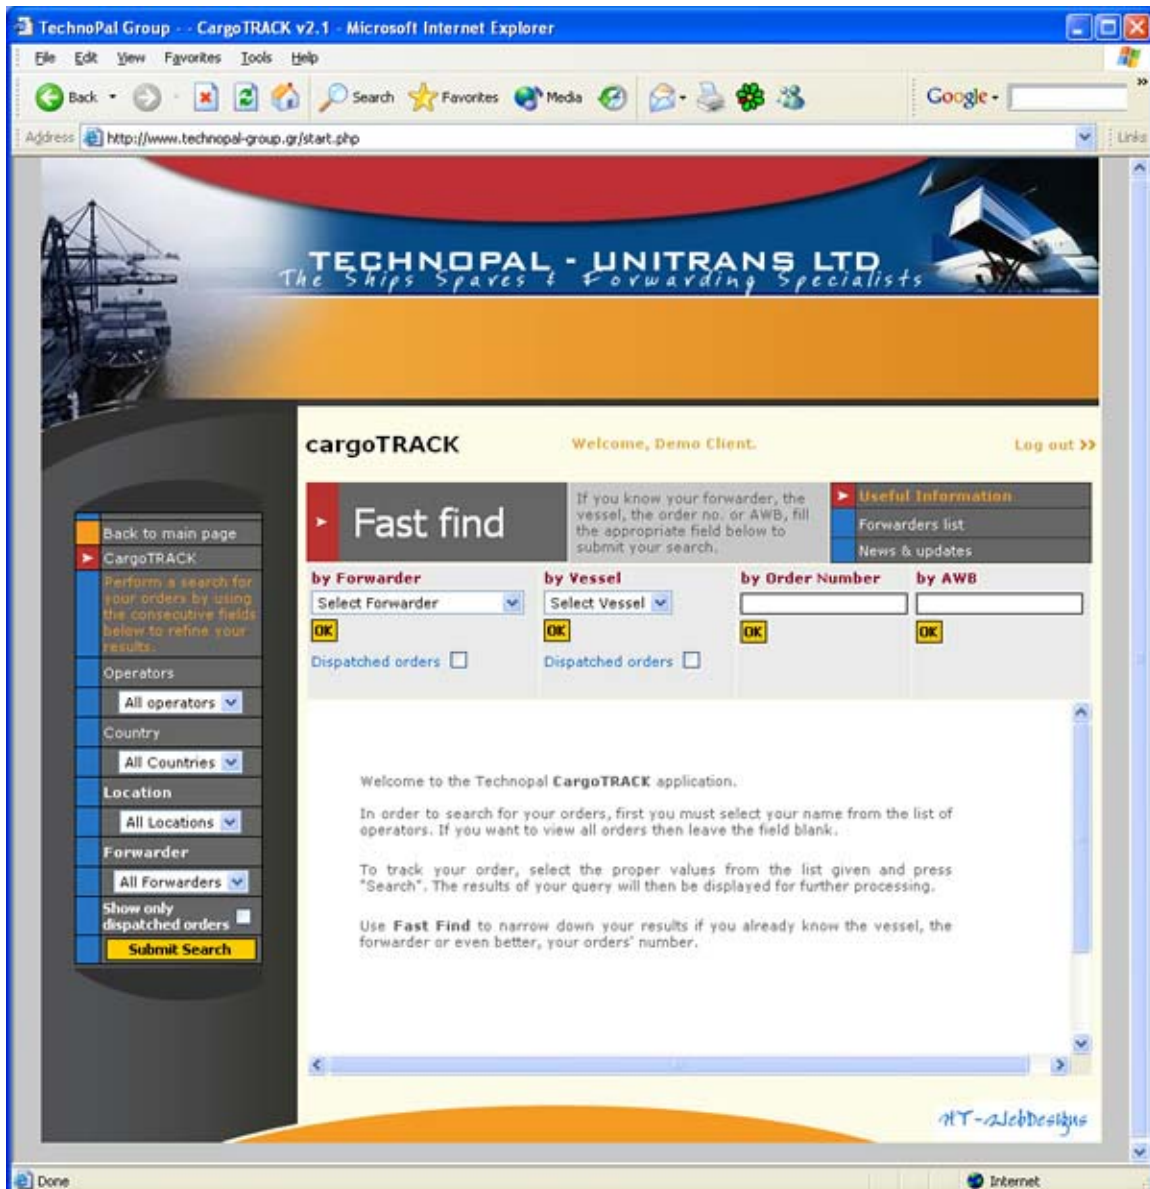 TechnoPal Group - - CargoTRACK v2.1 - Microsoft Internet Explorer
File Edit View Favorites Tools Help
Back Search Favorites Media Google
Address http://www.technopal-group.gr/start.php Links
TECHNOPAL - UNITRANS LTD
The Ships Spares & Forwarding Specialists
cargoTRACK Welcome, Demo Client. Log out >>
Fast find
If you know your forwarder, the
vessel, the order no. or AWB, fill
the appropriate field below to
submit your search.
Useful Information
Forwarders list
News & updates
Back to main page
CargoTRACK
Perform a search for
your orders by using
the consecutive fields
below to refine your
results.
Operators
All operators
Country
All Countries
Location
All Locations
Forwarder
All Forwarders
Show only
dispatched orders
Submit Search
by Forwarder by Vessel by Order Number by AWB
Select Forwarder Select Vessel
OK OK OK OK
Dispatched orders Dispatched orders
Welcome to the Technopal CargoTRACK application.
In order to search for your orders, first you must select your name from the list of
operators. If you want to view all orders then leave the field blank.
To track your order, select the proper values from the list given and press
"Search". The results of your query will then be displayed for further processing.
Use Fast Find to narrow down your results if you already know the vessel, the
forwarder or even better, your orders' number.
NT-WebDesigns
Done Internet